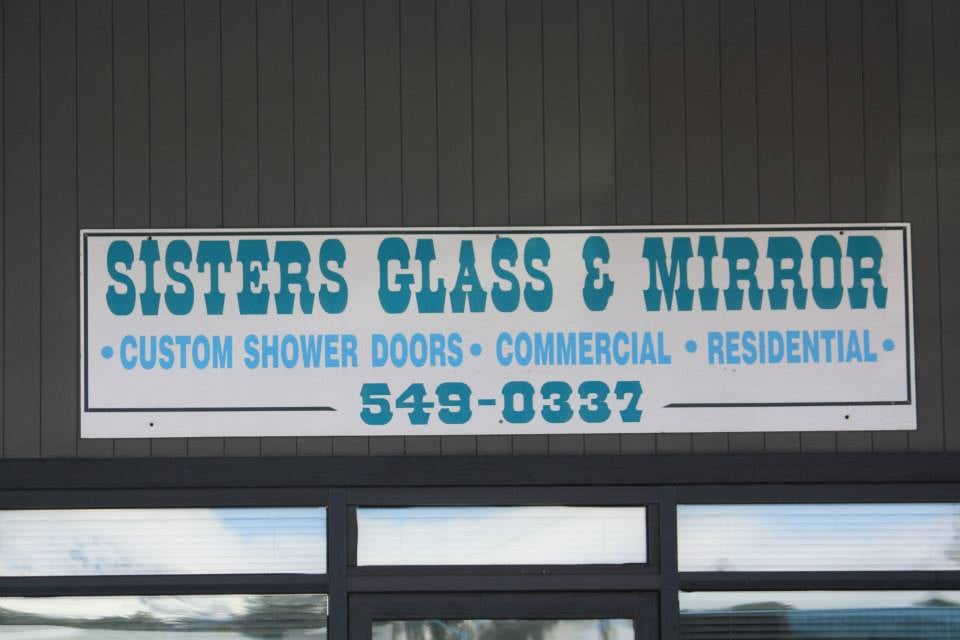 SISTERS GLASS & MIRROR
• CUSTOM SHOWER DOORS • COMMERCIAL • RESIDENTIAL •
549-0337